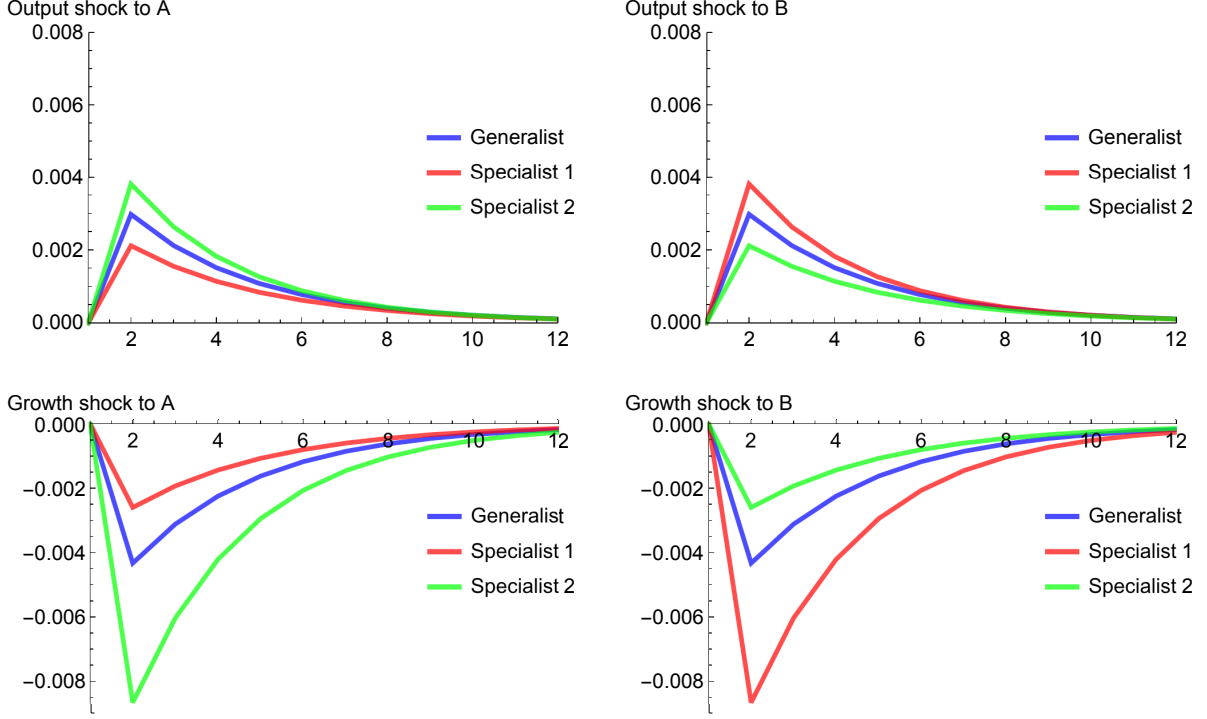 Output shock to A
0.008
0.006
0.004
0.002
0.000
2 4 6 8 10 12
Generalist
Specialist 1
Specialist 2
Output shock to B
0.008
0.006
0.004
0.002
0.000
2 4 6 8 10 12
Generalist
Specialist 1
Specialist 2
Growth shock to A
0.000
2 4 6 8 10 12
−0.002
−0.004
−0.006
−0.008
Generalist
Specialist 1
Specialist 2
Growth shock to B
0.000
2 4 6 8 10 12
−0.002
−0.004
−0.006
−0.008
Generalist
Specialist 1
Specialist 2